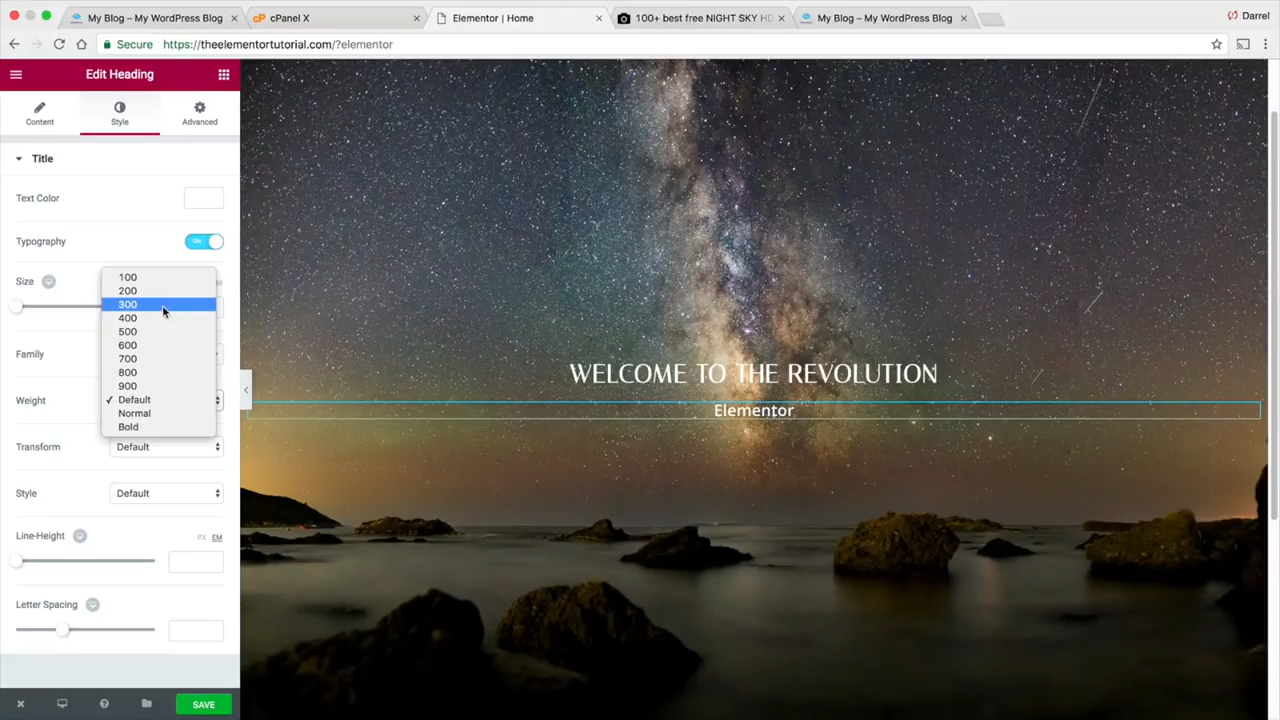 My Blog – My WordPress Blog
cPanel X
Elementor | Home
100+ best free NIGHT SKY HD
My Blog – My WordPress Blog
Darrel
Secure https://theelementortutorial.com/?elementor
Edit Heading
Content
Style
Advanced
Title
Text Color
Typography
ON
Size
100
200
300
400
500
600
700
800
900
✓ Default
Normal
Bold
Family
Weight
Transform
Default
Style
Default
Line-Height
PX EM
Letter Spacing
SAVE
WELCOME TO THE REVOLUTION
Elementor